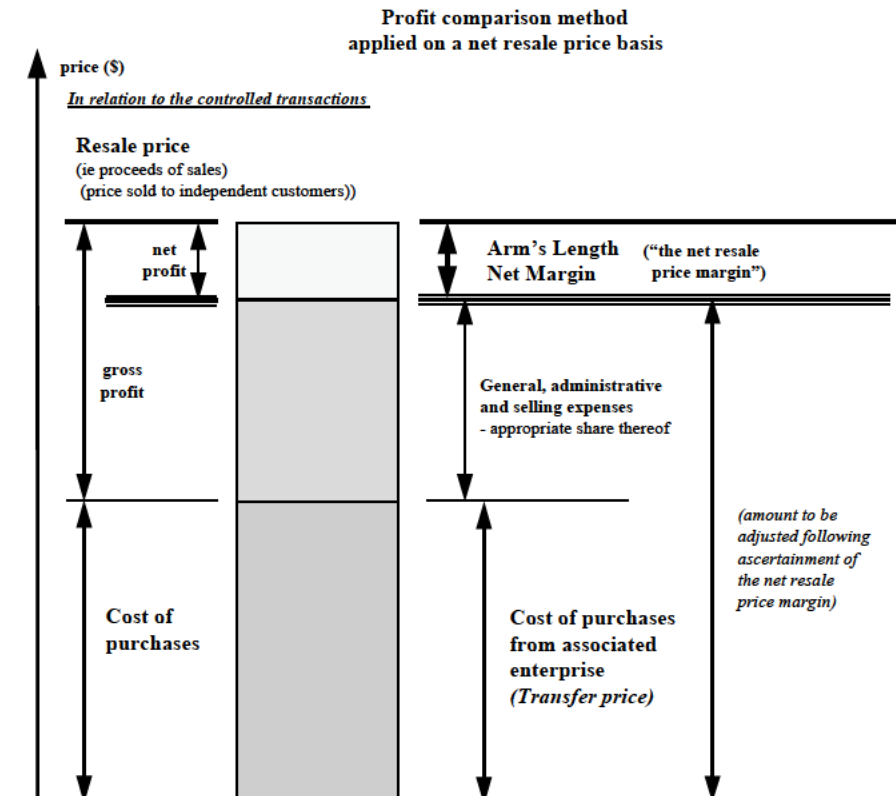 Profit comparison method
applied on a net resale price basis
price ($)
In relation to the controlled transactions
Resale price
(ie proceeds of sales)
(price sold to independent customers))
net
profit
Arm's Length
Net Margin
("the net resale
price margin")
gross
profit
General, administrative
and selling expenses
- appropriate share thereof
(amount to be
adjusted following
ascertainment of
the net resale
price margin)
Cost of
purchases
Cost of purchases
from associated
enterprise
(Transfer price)